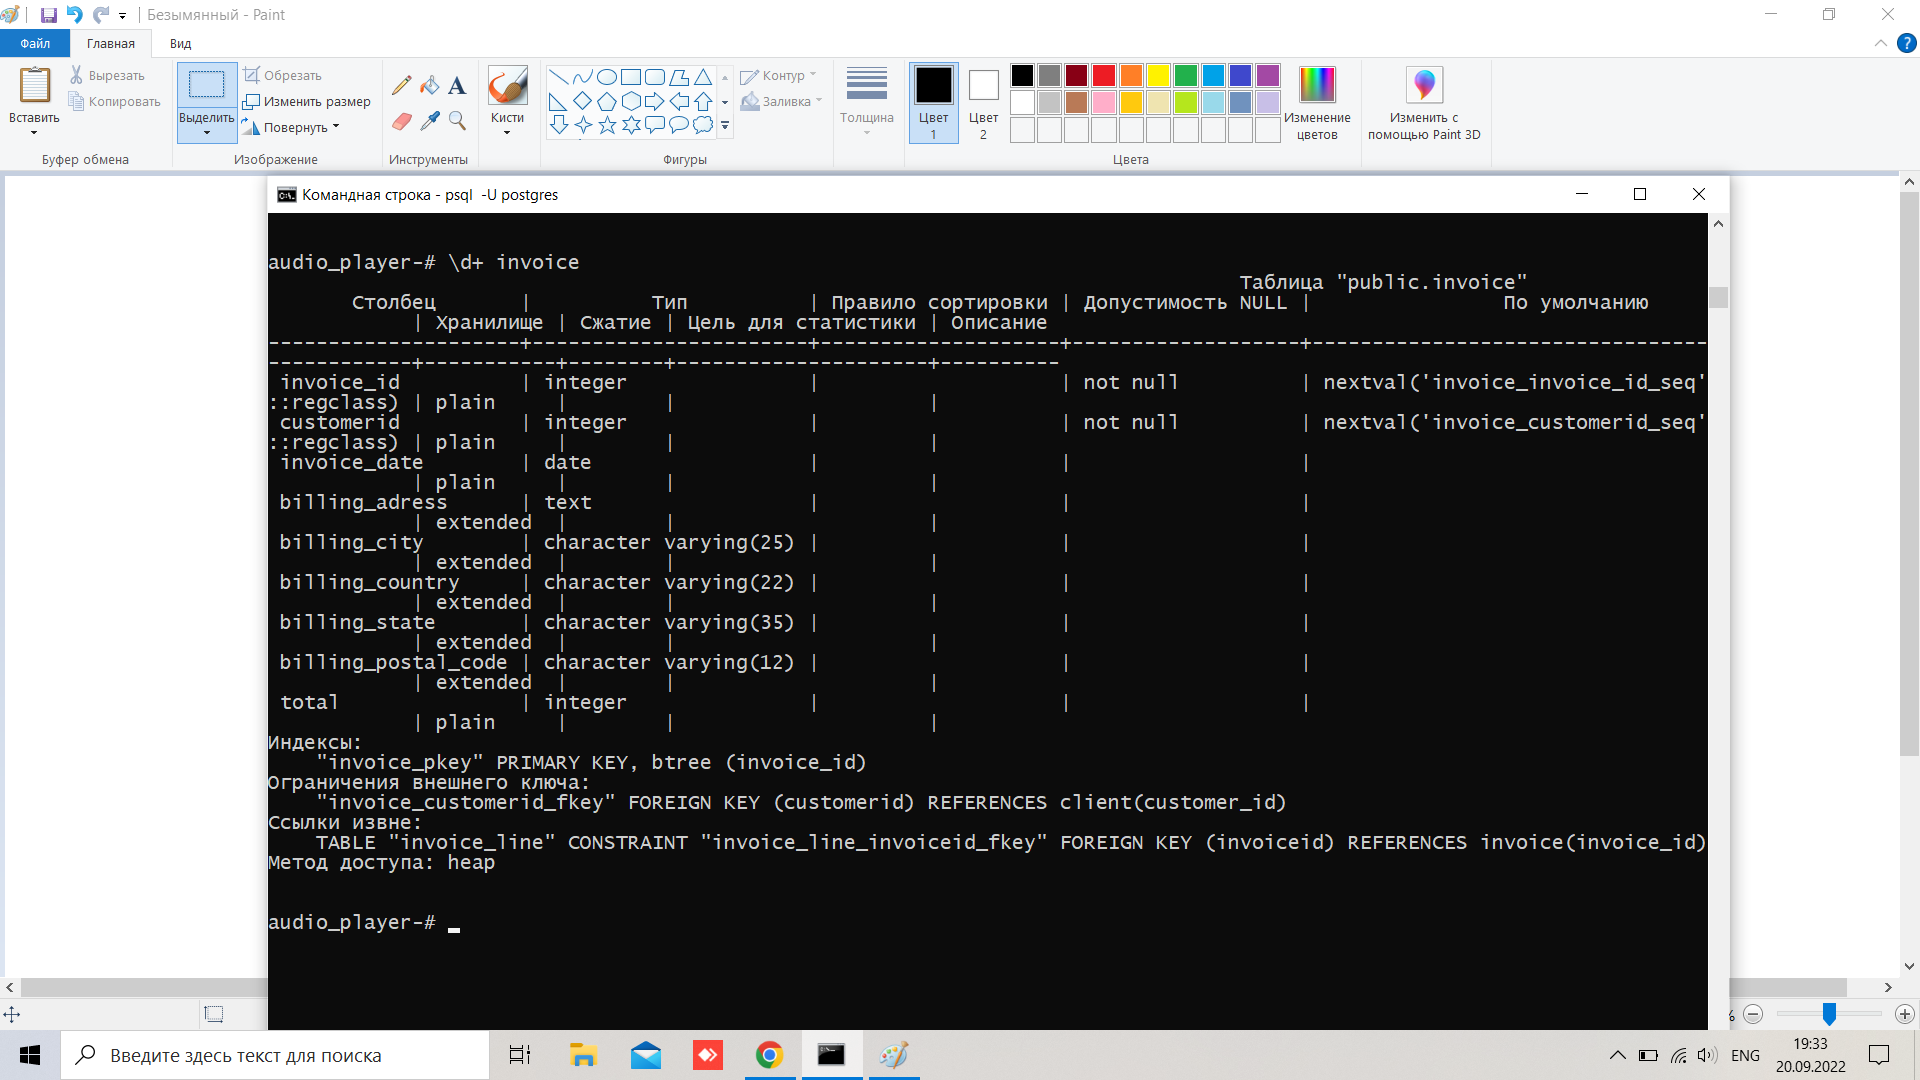 Безымянный - Paint
Файл Главная Вид
Вставить
Вырезать
Копировать
Буфер обмена
Выделить
Обрезать
Изменить размер
Повернуть
Изображение
A
Инструменты
Кисти
Контур
Заливка
Фигуры
Толщина
Цвет
1
Цвет
2
Изменение
цветов
Цвета
Изменить с
помощью Paint 3D
Командная строка - psql -U postgres
audio_player-# \d+ invoice
Таблица "public.invoice"
Столбец | Тип | Правило сортировки | Допустимость NULL | По умолчанию
| Хранилище | Сжатие | Цель для статистики | Описание
---------------------+-----------------------+--------------------+-------------------+---------------------------------
------------+-----------+--------+---------------------+----------
invoice_id | integer | | not null | nextval('invoice_invoice_id_seq'
::regclass) | plain | | |
customerid | integer | | not null | nextval('invoice_customerid_seq'
::regclass) | plain | | |
invoice_date | date | | |
| plain | | |
billing_adress | text | | |
| extended | | |
billing_city | character varying(25) | | |
| extended | | |
billing_country | character varying(22) | | |
| extended | | |
billing_state | character varying(35) | | |
| extended | | |
billing_postal_code | character varying(12) | | |
| extended | | |
total | integer | | |
| plain | | |
Индексы:
"invoice_pkey" PRIMARY KEY, btree (invoice_id)
Ограничения внешнего ключа:
"invoice_customerid_fkey" FOREIGN KEY (customerid) REFERENCES client(customer_id)
Ссылки извне:
TABLE "invoice_line" CONSTRAINT "invoice_line_invoiceid_fkey" FOREIGN KEY (invoiceid) REFERENCES invoice(invoice_id)
Метод доступа: heap
audio_player-#
%
Введите здесь текст для поиска
ENG
19:33
20.09.2022